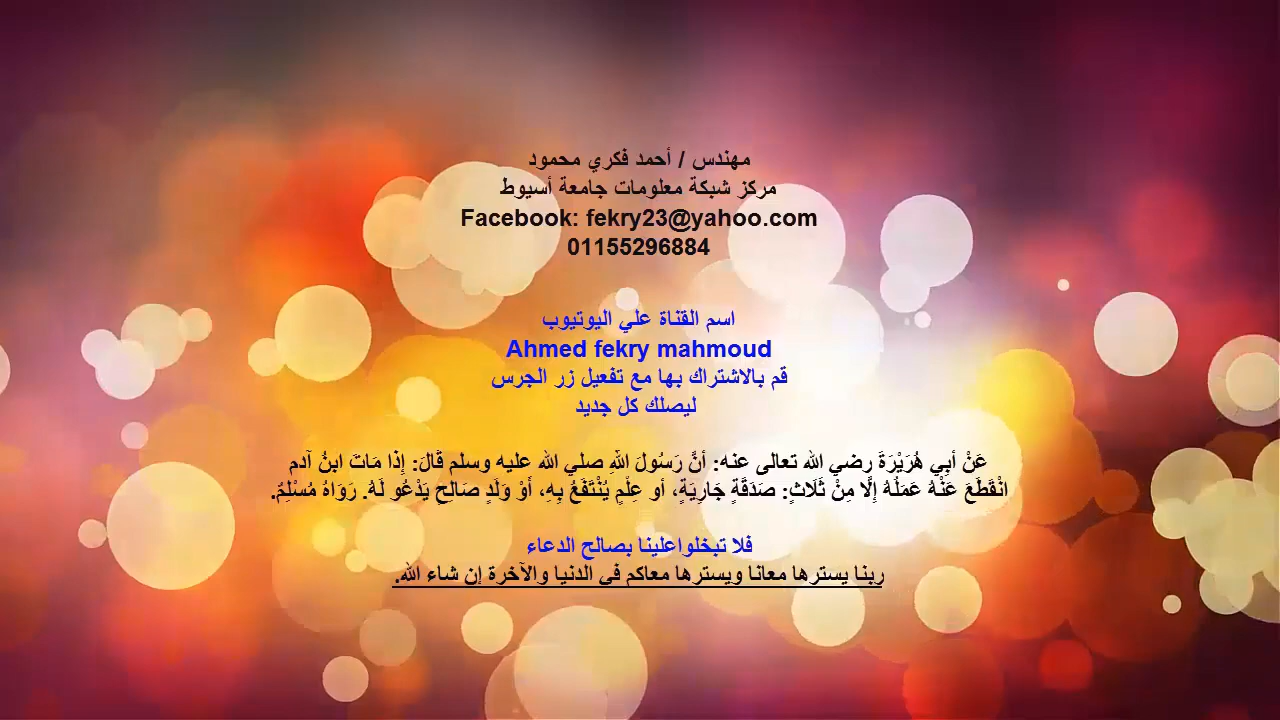 مهندس / أحمد فكري محمود
مركز شبكة معلومات جامعة أسيوط
Facebook: fekry23@yahoo.com
01155296884
اسم القناة علي اليوتيوب
Ahmed fekry mahmoud
قم بالاشتراك بها مع تفعيل زر الجرس
ليصلك كل جديد
عَنْ أَبِي هُرَيْرَةَ رضي الله تعالى عنه: أَنَّ رَسُولَ اللهِ صلي الله عليه وسلم قَالَ: إِذَا مَاتَ ابنُ آدم
انْقَطَعَ عَنْهُ عَمَلُهُ إِلَّا مِنْ ثَلَاثٍ: صَدَقَةٍ جَارِيَةٍ، أو عِلْمٍ يُنْتَفَعُ بِهِ، أَوْ وَلَدٍ صَالِحٍ يَدْعُو لَهُ. رَوَاهُ مُسْلِمٌ.
فلا تبخلواعلينا بصالح الدعاء
ربنا يسترها معانا ويسترها معاكم في الدنيا والآخرة إن شاء الله.